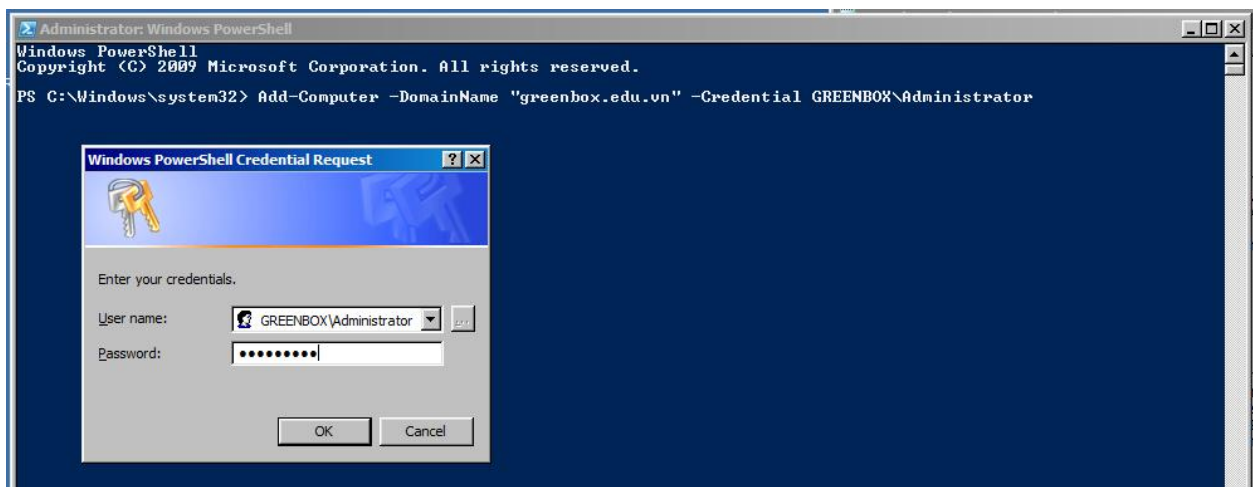 Administrator: Windows PowerShell
Windows PowerShell
Copyright (C) 2009 Microsoft Corporation. All rights reserved.
PS C:\Windows\system32> Add-Computer -DomainName "greenbox.edu.vn" -Credential GREENBOX\Administrator
Windows PowerShell Credential Request
Enter your credentials.
User name: GREENBOX\Administrator ...
Password: •••••••••
OK Cancel